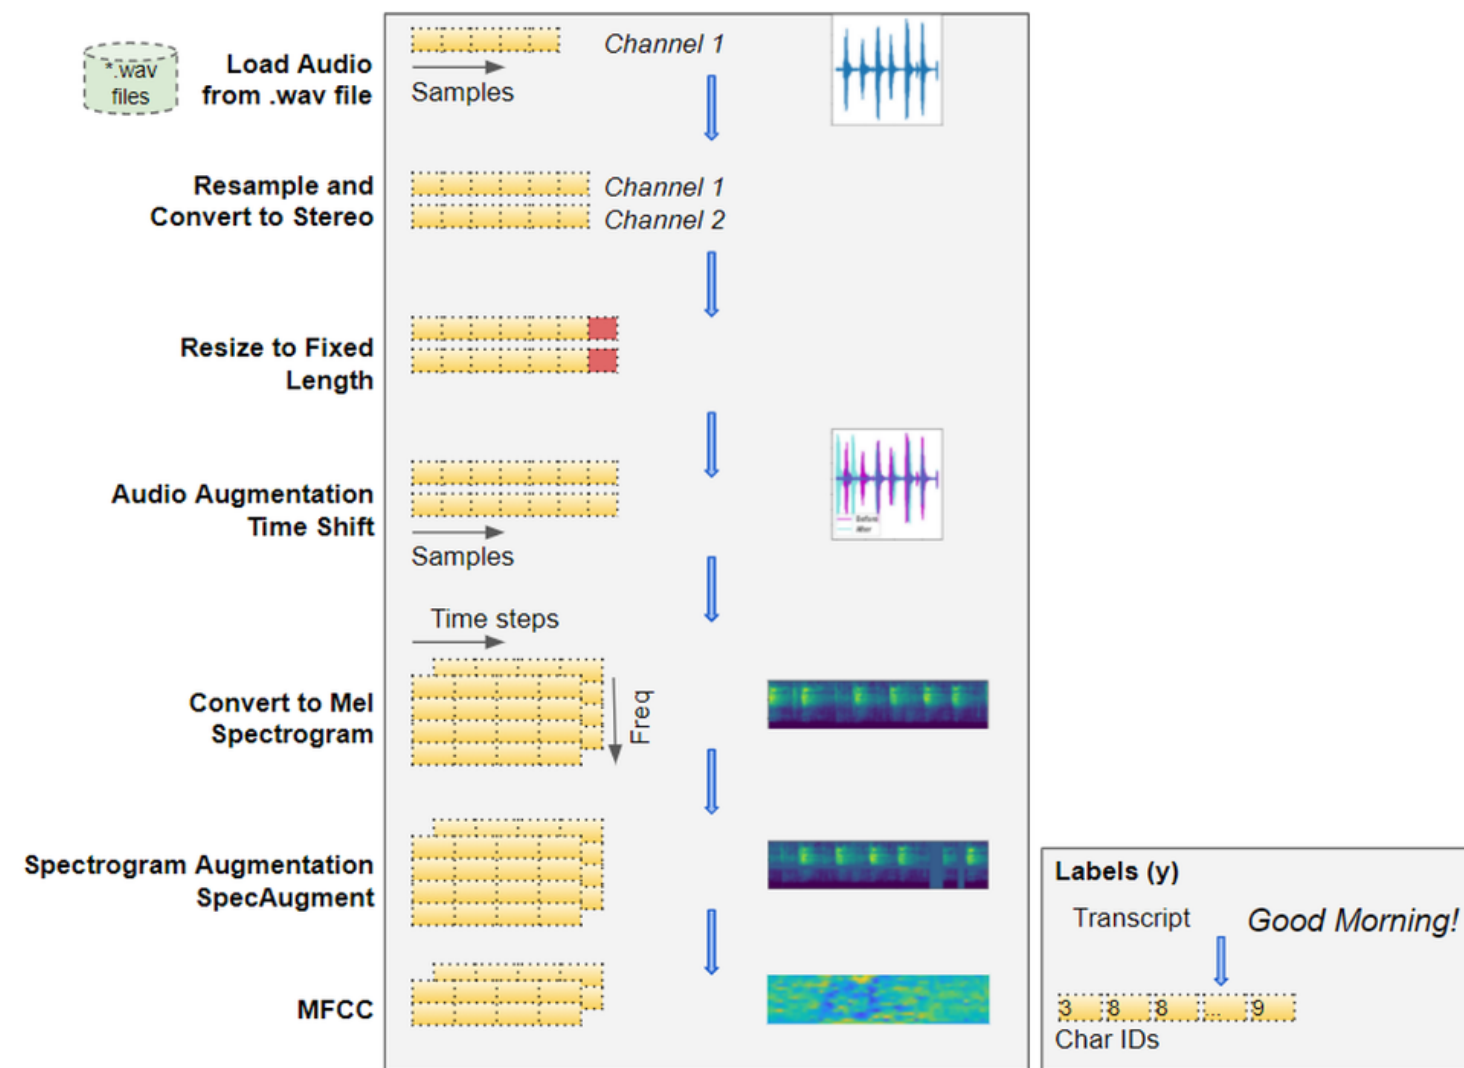 *.wav
files
Load Audio
from .wav file
Channel 1
Samples
Resample and
Convert to Stereo
Channel 1
Channel 2
Resize to Fixed
Length
Audio Augmentation
Time Shift
Samples
Before
After
Time steps
Convert to Mel
Spectrogram
Freq
Spectrogram Augmentation
SpecAugment
MFCC
Labels (y)
Transcript
Good Morning!
3 8 8 ... 9
Char IDs